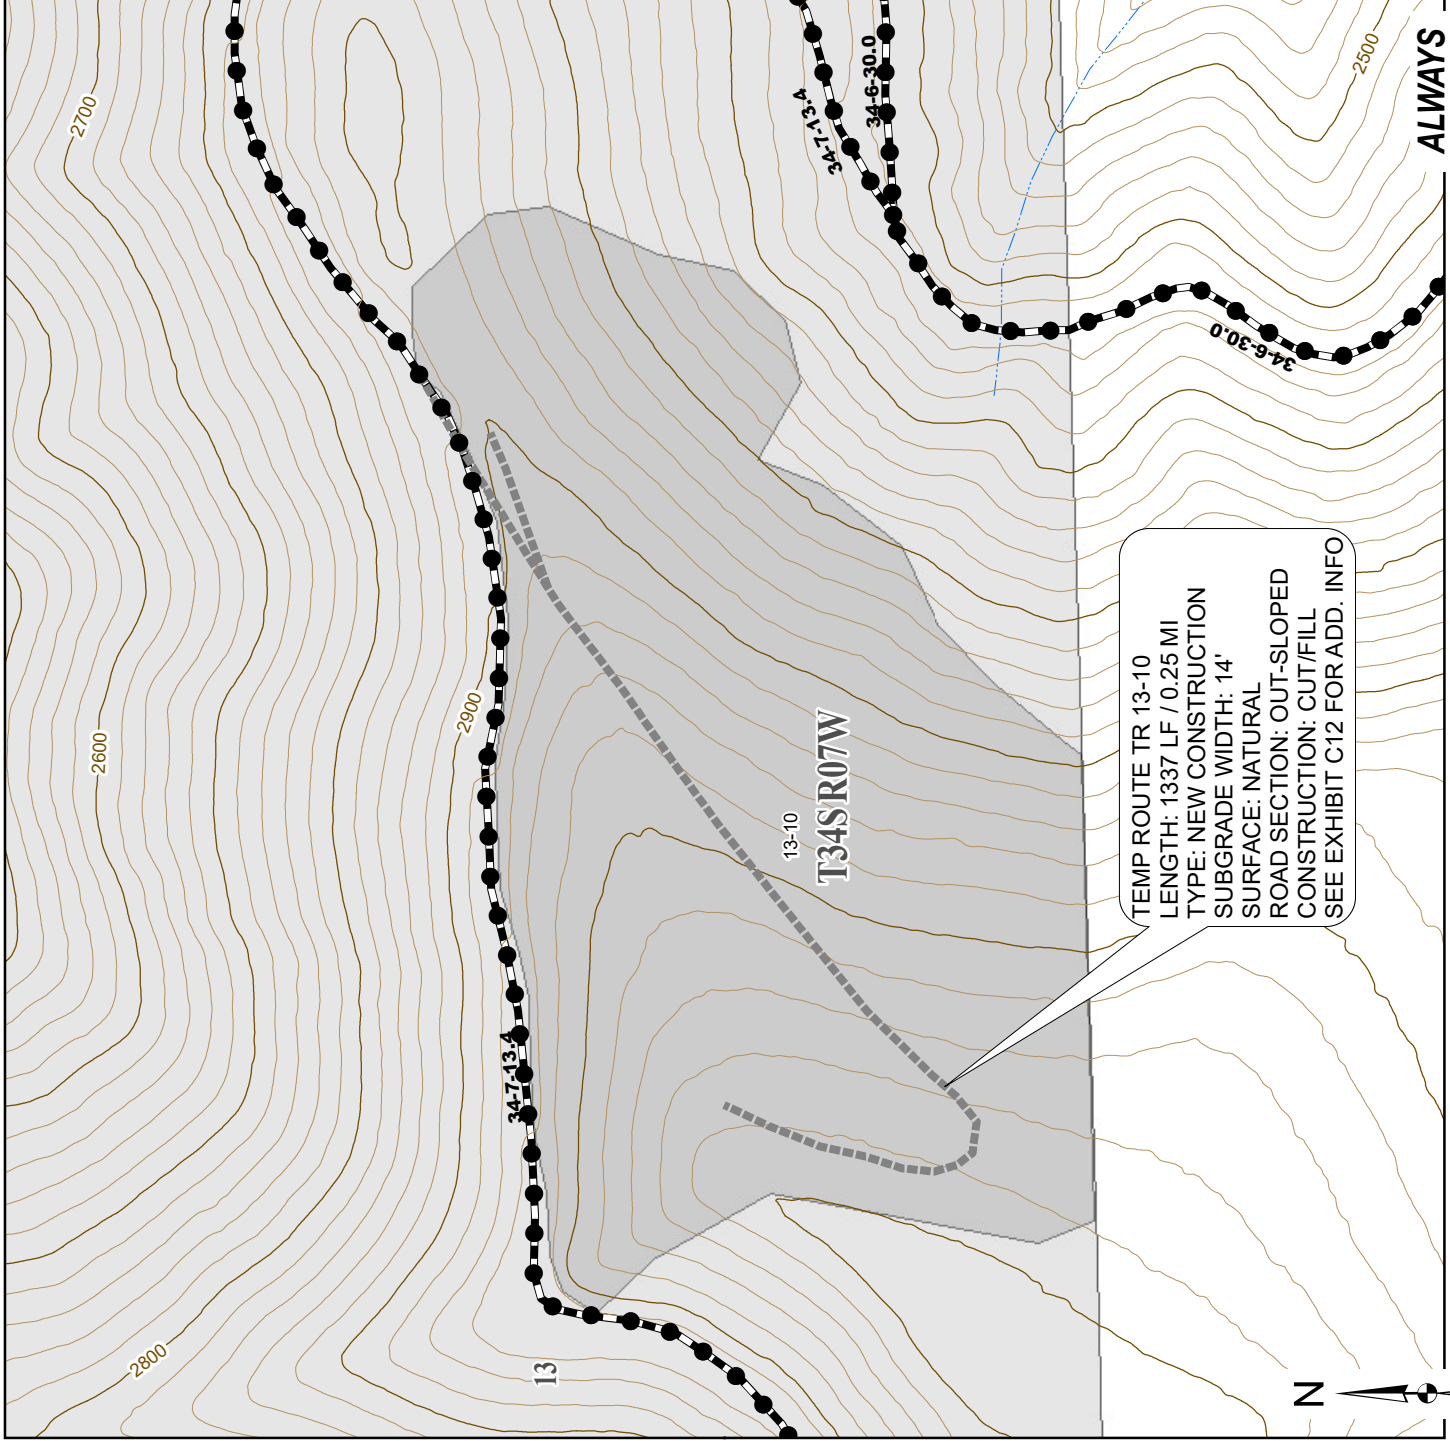 2700
34-7-13.4
34-6-30.0
2500
ALWAYS
34-6-30.0
2600
2900
13-10
T34S R07W
TEMP ROUTE TR 13-10
LENGTH: 1337 LF / 0.25 MI
TYPE: NEW CONSTRUCTION
SUBGRADE WIDTH: 14'
SURFACE: NATURAL
ROAD SECTION: OUT-SLOPED
CONSTRUCTION: CUT/FILL
SEE EXHIBIT C12 FOR ADD. INFO
34-7-13.4
2800
13
N